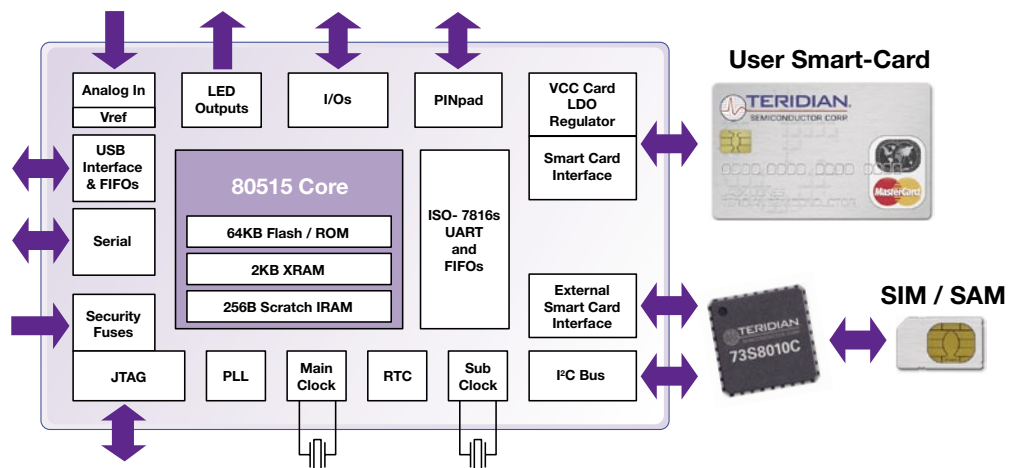 User Smart-Card
Analog In
Vref
LED
Outputs
I/Os
PINpad
VCC Card
LDO
Regulator
TERIDIAN
SEMICONDUCTOR CORP.
USB
Interface
& FIFOs
80515 Core
Smart Card
Interface
MasterCard
ISO- 7816s
UART
and
FIFOs
Serial
64KB Flash / ROM
2KB XRAM
256B Scratch IRAM
Security
Fuses
External
Smart Card
Interface
SIM / SAM
TERIDIAN
73S8010C
JTAG
PLL
Main
Clock
RTC
Sub
Clock
I²C Bus